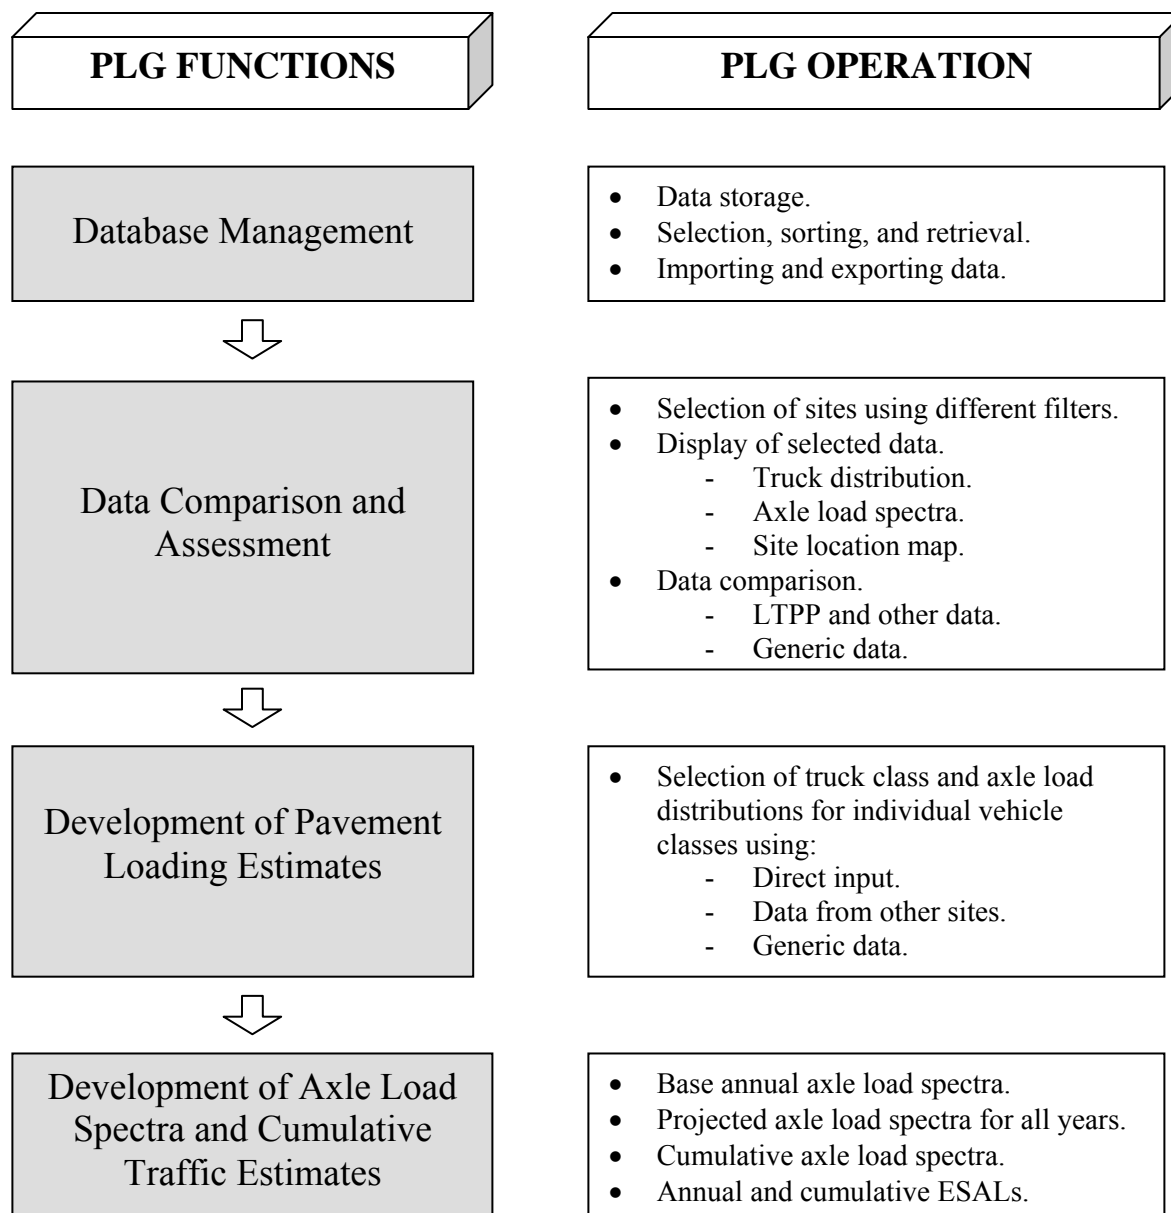 PLG FUNCTIONS
PLG OPERATION
Database Management
• Data storage.
• Selection, sorting, and retrieval.
• Importing and exporting data.
Data Comparison and
Assessment
• Selection of sites using different filters.
• Display of selected data.
- Truck distribution.
- Axle load spectra.
- Site location map.
• Data comparison.
- LTPP and other data.
- Generic data.
Development of Pavement
Loading Estimates
• Selection of truck class and axle load
distributions for individual vehicle
classes using:
- Direct input.
- Data from other sites.
- Generic data.
Development of Axle Load
Spectra and Cumulative
Traffic Estimates
• Base annual axle load spectra.
• Projected axle load spectra for all years.
• Cumulative axle load spectra.
• Annual and cumulative ESALs.